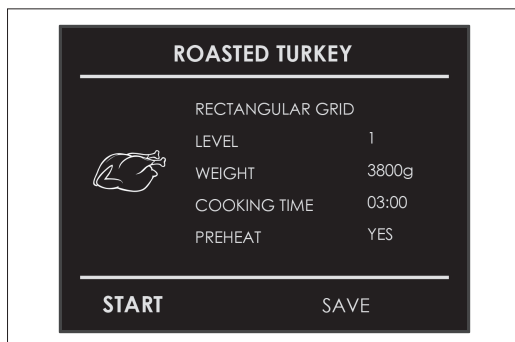 ROASTED TURKEY
RECTANGULAR GRID
LEVEL 1
WEIGHT 3800g
COOKING TIME 03:00
PREHEAT YES
START SAVE